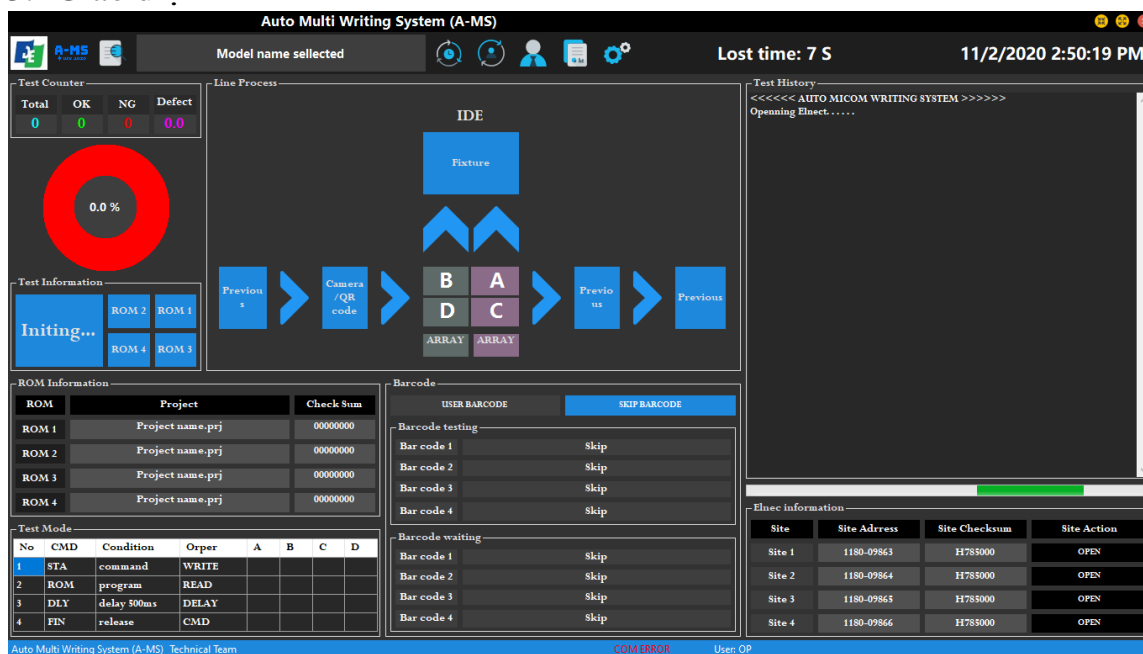 Auto Multi Writing System (A-MS)
A-MS
Model name sellected
Lost time: 7 S
11/2/2020 2:50:19 PM
Test Counter
Total OK NG Defect
0 0 0 0.0
0.0 %
Test Information
Initing...
ROM 2 ROM 1
ROM 4 ROM 3
Line Process
IDE
Fixture
Previou
s
Camera
/QR
code
B A
D C
ARRAY ARRAY
Previo
us
Previous
Test History
<<<<<< AUTO MICOM WRITING SYSTEM >>>>>>
Openning Elnect......
ROM Information
ROM Project Check Sum
ROM 1 Project name.prj 00000000
ROM 2 Project name.prj 00000000
ROM 3 Project name.prj 00000000
ROM 4 Project name.prj 00000000
Barcode
USER BARCODE SKIP BARCODE
Barcode testing
Bar code 1 Skip
Bar code 2 Skip
Bar code 3 Skip
Bar code 4 Skip
Barcode waiting
Bar code 1 Skip
Bar code 2 Skip
Bar code 3 Skip
Bar code 4 Skip
Test Mode
No CMD Condition Orper A B C D
1 STA command WRITE
2 ROM program READ
3 DLY delay 500ms DELAY
4 FIN release CMD
Elnec information
Site Site Adrress Site Checksum Site Action
Site 1 1180-09863 H785000 OPEN
Site 2 1180-09864 H785000 OPEN
Site 3 1180-09865 H785000 OPEN
Site 4 1180-09866 H785000 OPEN
Auto Multi Writing System (A-MS) Technical Team COM ERROR User: OP